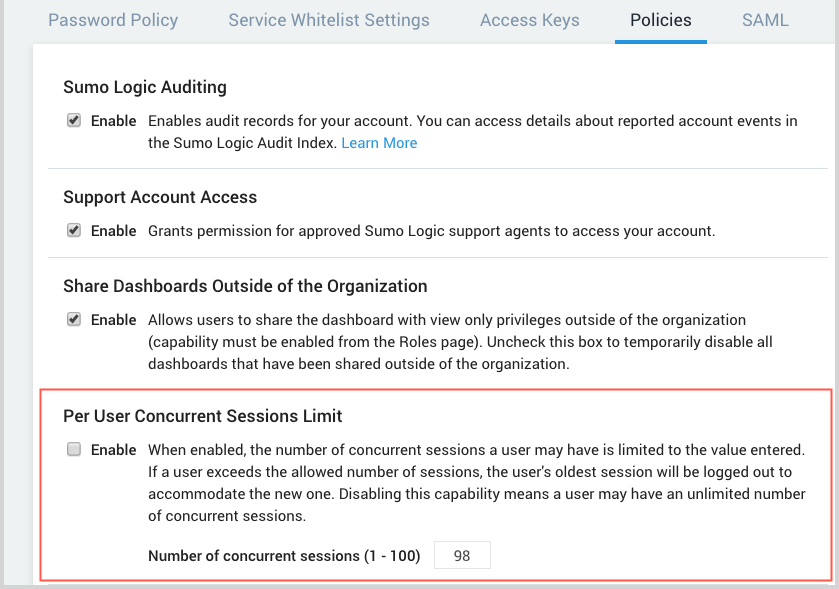 Password Policy Service Whitelist Settings Access Keys Policies SAML
Sumo Logic Auditing
Enable Enables audit records for your account. You can access details about reported account events in
the Sumo Logic Audit Index. Learn More
Support Account Access
Enable Grants permission for approved Sumo Logic support agents to access your account.
Share Dashboards Outside of the Organization
Enable Allows users to share the dashboard with view only privileges outside of the organization
(capability must be enabled from the Roles page). Uncheck this box to temporarily disable all
dashboards that have been shared outside of the organization.
Per User Concurrent Sessions Limit
Enable When enabled, the number of concurrent sessions a user may have is limited to the value entered.
If a user exceeds the allowed number of sessions, the user's oldest session will be logged out to
accommodate the new one. Disabling this capability means a user may have an unlimited number
of concurrent sessions.
Number of concurrent sessions (1 - 100) 98